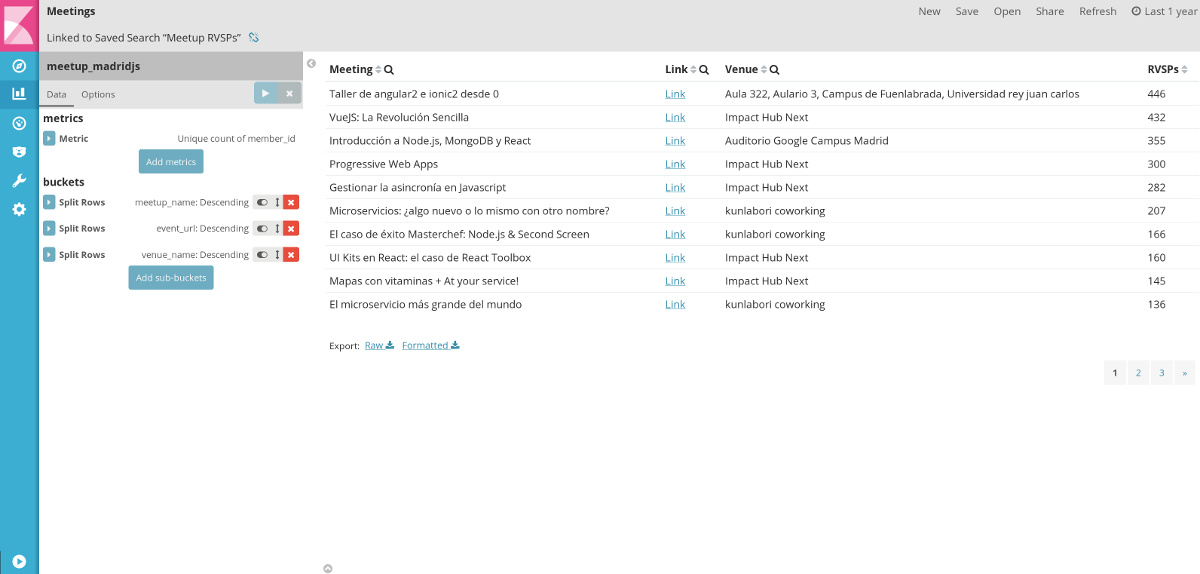 Meetings
New Save Open Share Refresh Last 1 year
Linked to Saved Search “Meetup RVSPs”
meetup_madridjs
Data Options
metrics
Metric Unique count of member_id
Add metrics
buckets
Split Rows meetup_name: Descending
Split Rows event_url: Descending
Split Rows venue_name: Descending
Add sub-buckets
Meeting Link Venue RVSPs
Taller de angular2 e ionic2 desde 0 Link Aula 322, Aulario 3, Campus de Fuenlabrada, Universidad rey juan carlos 446
VueJS: La Revolución Sencilla Link Impact Hub Next 432
Introducción a Node.js, MongoDB y React Link Auditorio Google Campus Madrid 355
Progressive Web Apps Link Impact Hub Next 300
Gestionar la asincronía en Javascript Link Impact Hub Next 282
Microservicios: ¿algo nuevo o lo mismo con otro nombre? Link kunlabori coworking 207
El caso de éxito Masterchef: Node.js & Second Screen Link kunlabori coworking 166
UI Kits en React: el caso de React Toolbox Link Impact Hub Next 160
Mapas con vitaminas + At your service! Link Impact Hub Next 145
El microservicio más grande del mundo Link kunlabori coworking 136
Export: Raw Formatted
1 2 3 »